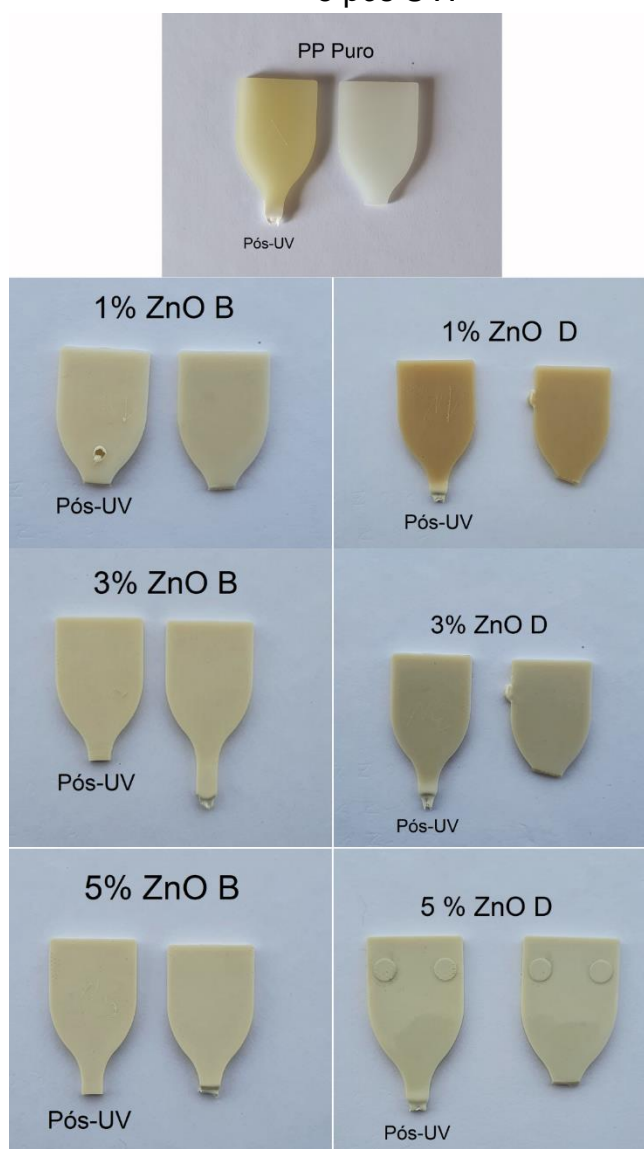 PP Puro
Pós-UV
1% ZnO B
Pós-UV
1% ZnO D
Pós-UV
3% ZnO B
Pós-UV
3% ZnO D
Pós-UV
5% ZnO B
Pós-UV
5 % ZnO D
Pós-UV